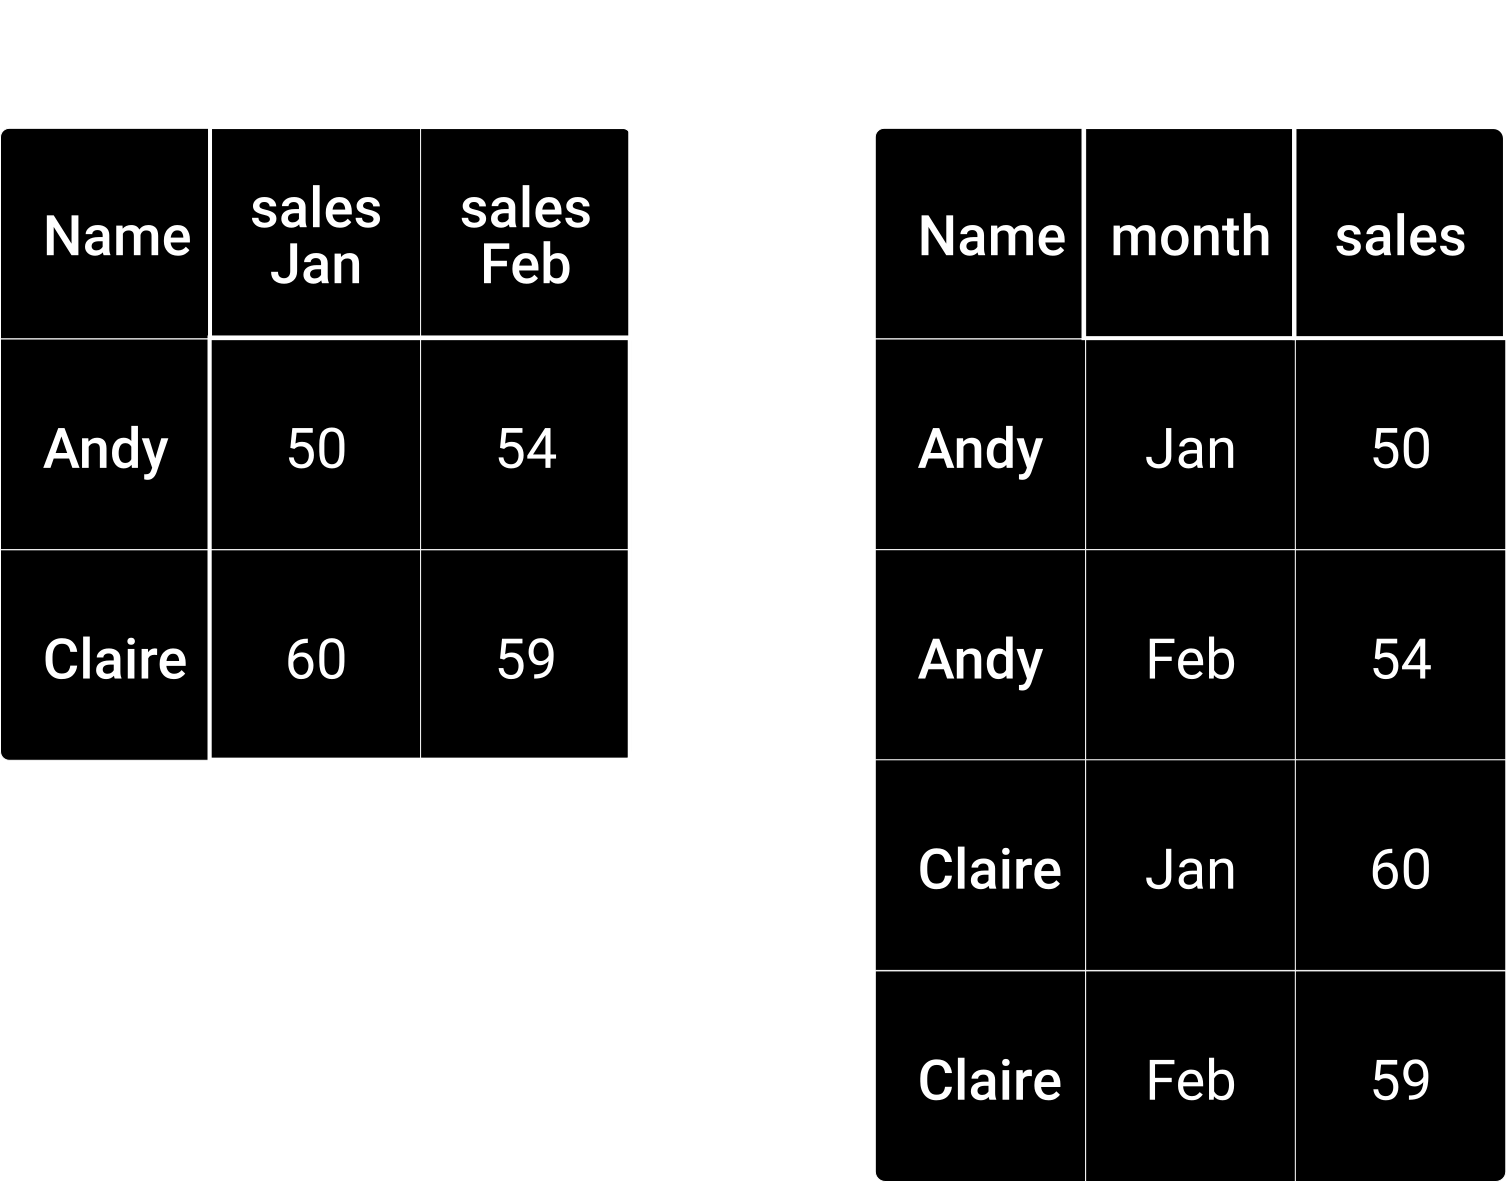 Name sales Jan sales Feb
Andy 50 54
Claire 60 59
Name month sales
Andy Jan 50
Andy Feb 54
Claire Jan 60
Claire Feb 59